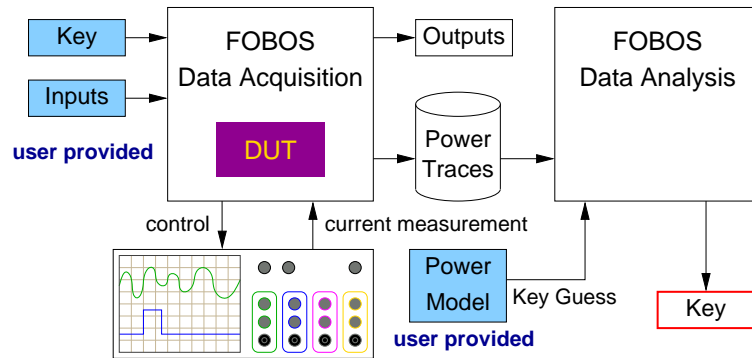 Key
Inputs
user provided
FOBOS
Data Acquisition
DUT
Outputs
Power
Traces
FOBOS
Data Analysis
control
current measurement
Power
Model
user provided
Key Guess
Key